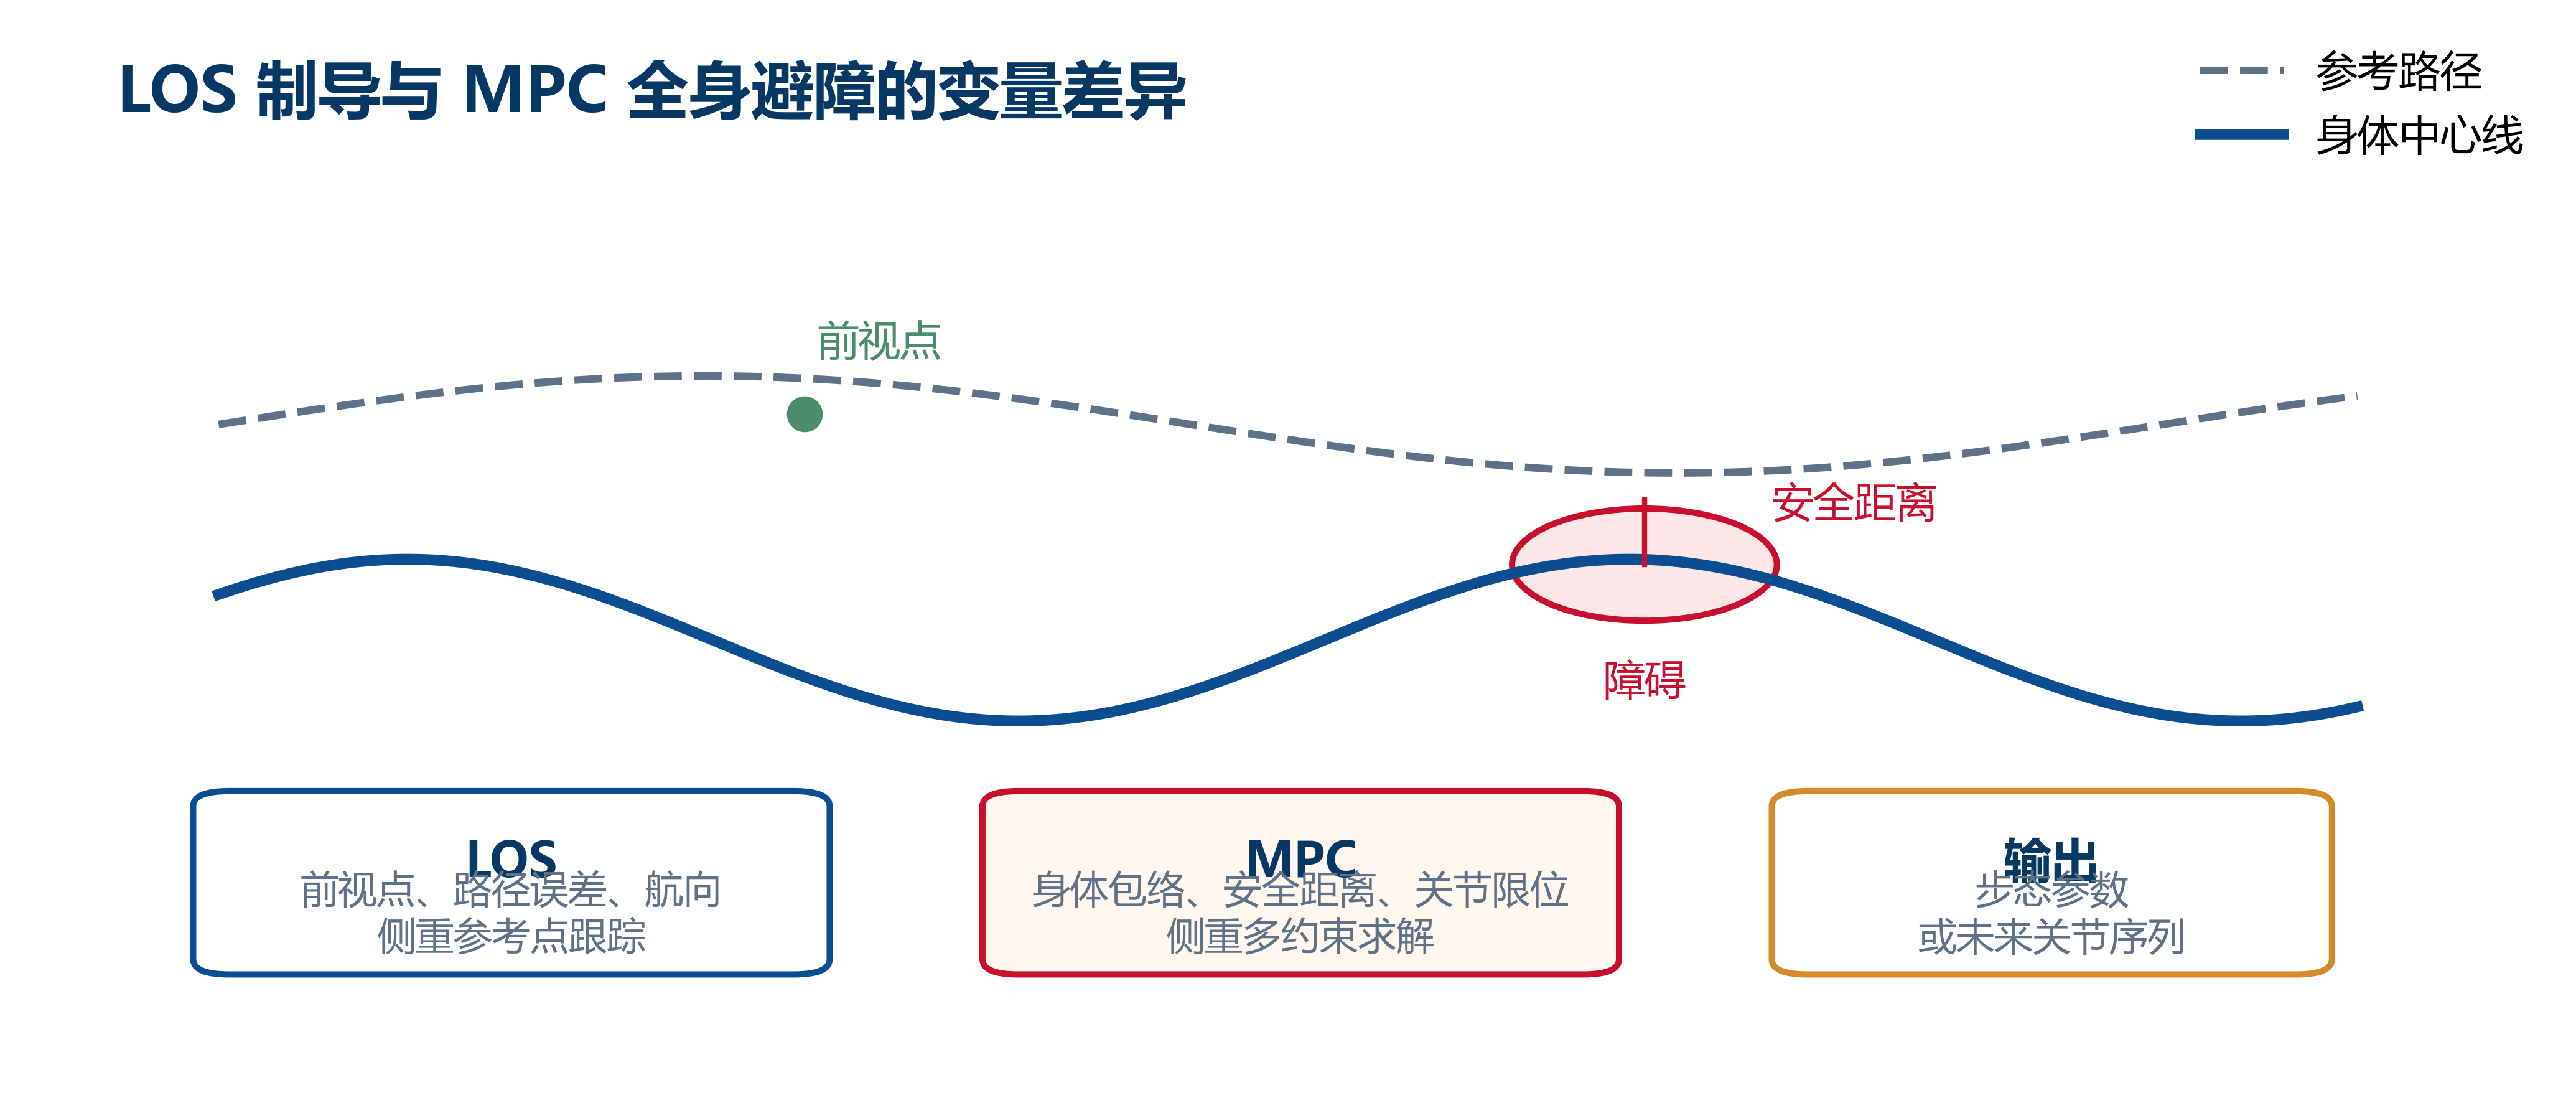 LOS 制导与 MPC 全身避障的变量差异
参考路径
身体中心线
前视点
安全距离
障碍
LOS
前视点、路径误差、航向
侧重参考点跟踪
MPC
身体包络、安全距离、关节限位
侧重多约束求解
输出
步态参数
或未来关节序列